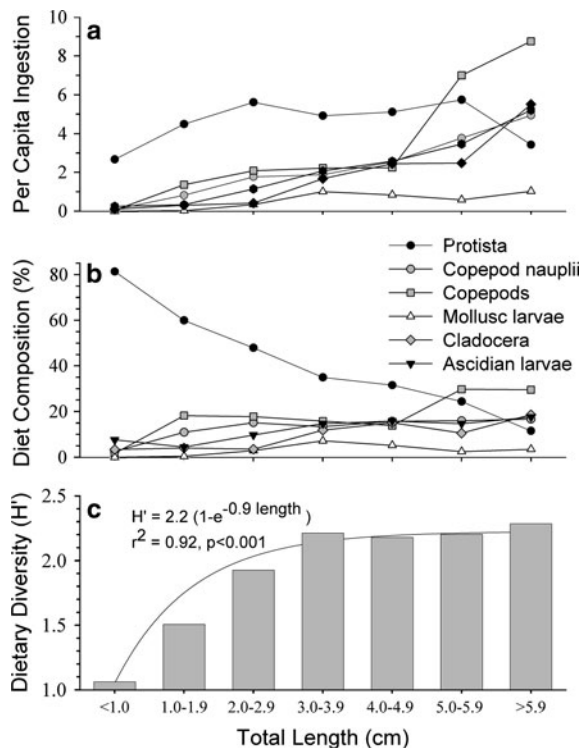 a
Per Capita Ingestion
10
8
6
4
2
0
b
Diet Composition (%)
80
60
40
20
0
Protista
Copepod nauplii
Copepods
Mollusc larvae
Cladocera
Ascidian larvae
c
Dietary Diversity (H')
2.5
2.0
1.5
1.0
H' = 2.2 (1-e^-0.9 length)
r² = 0.92, p<0.001
<1.0 1.0-1.9 2.0-2.9 3.0-3.9 4.0-4.9 5.0-5.9 >5.9
Total Length (cm)